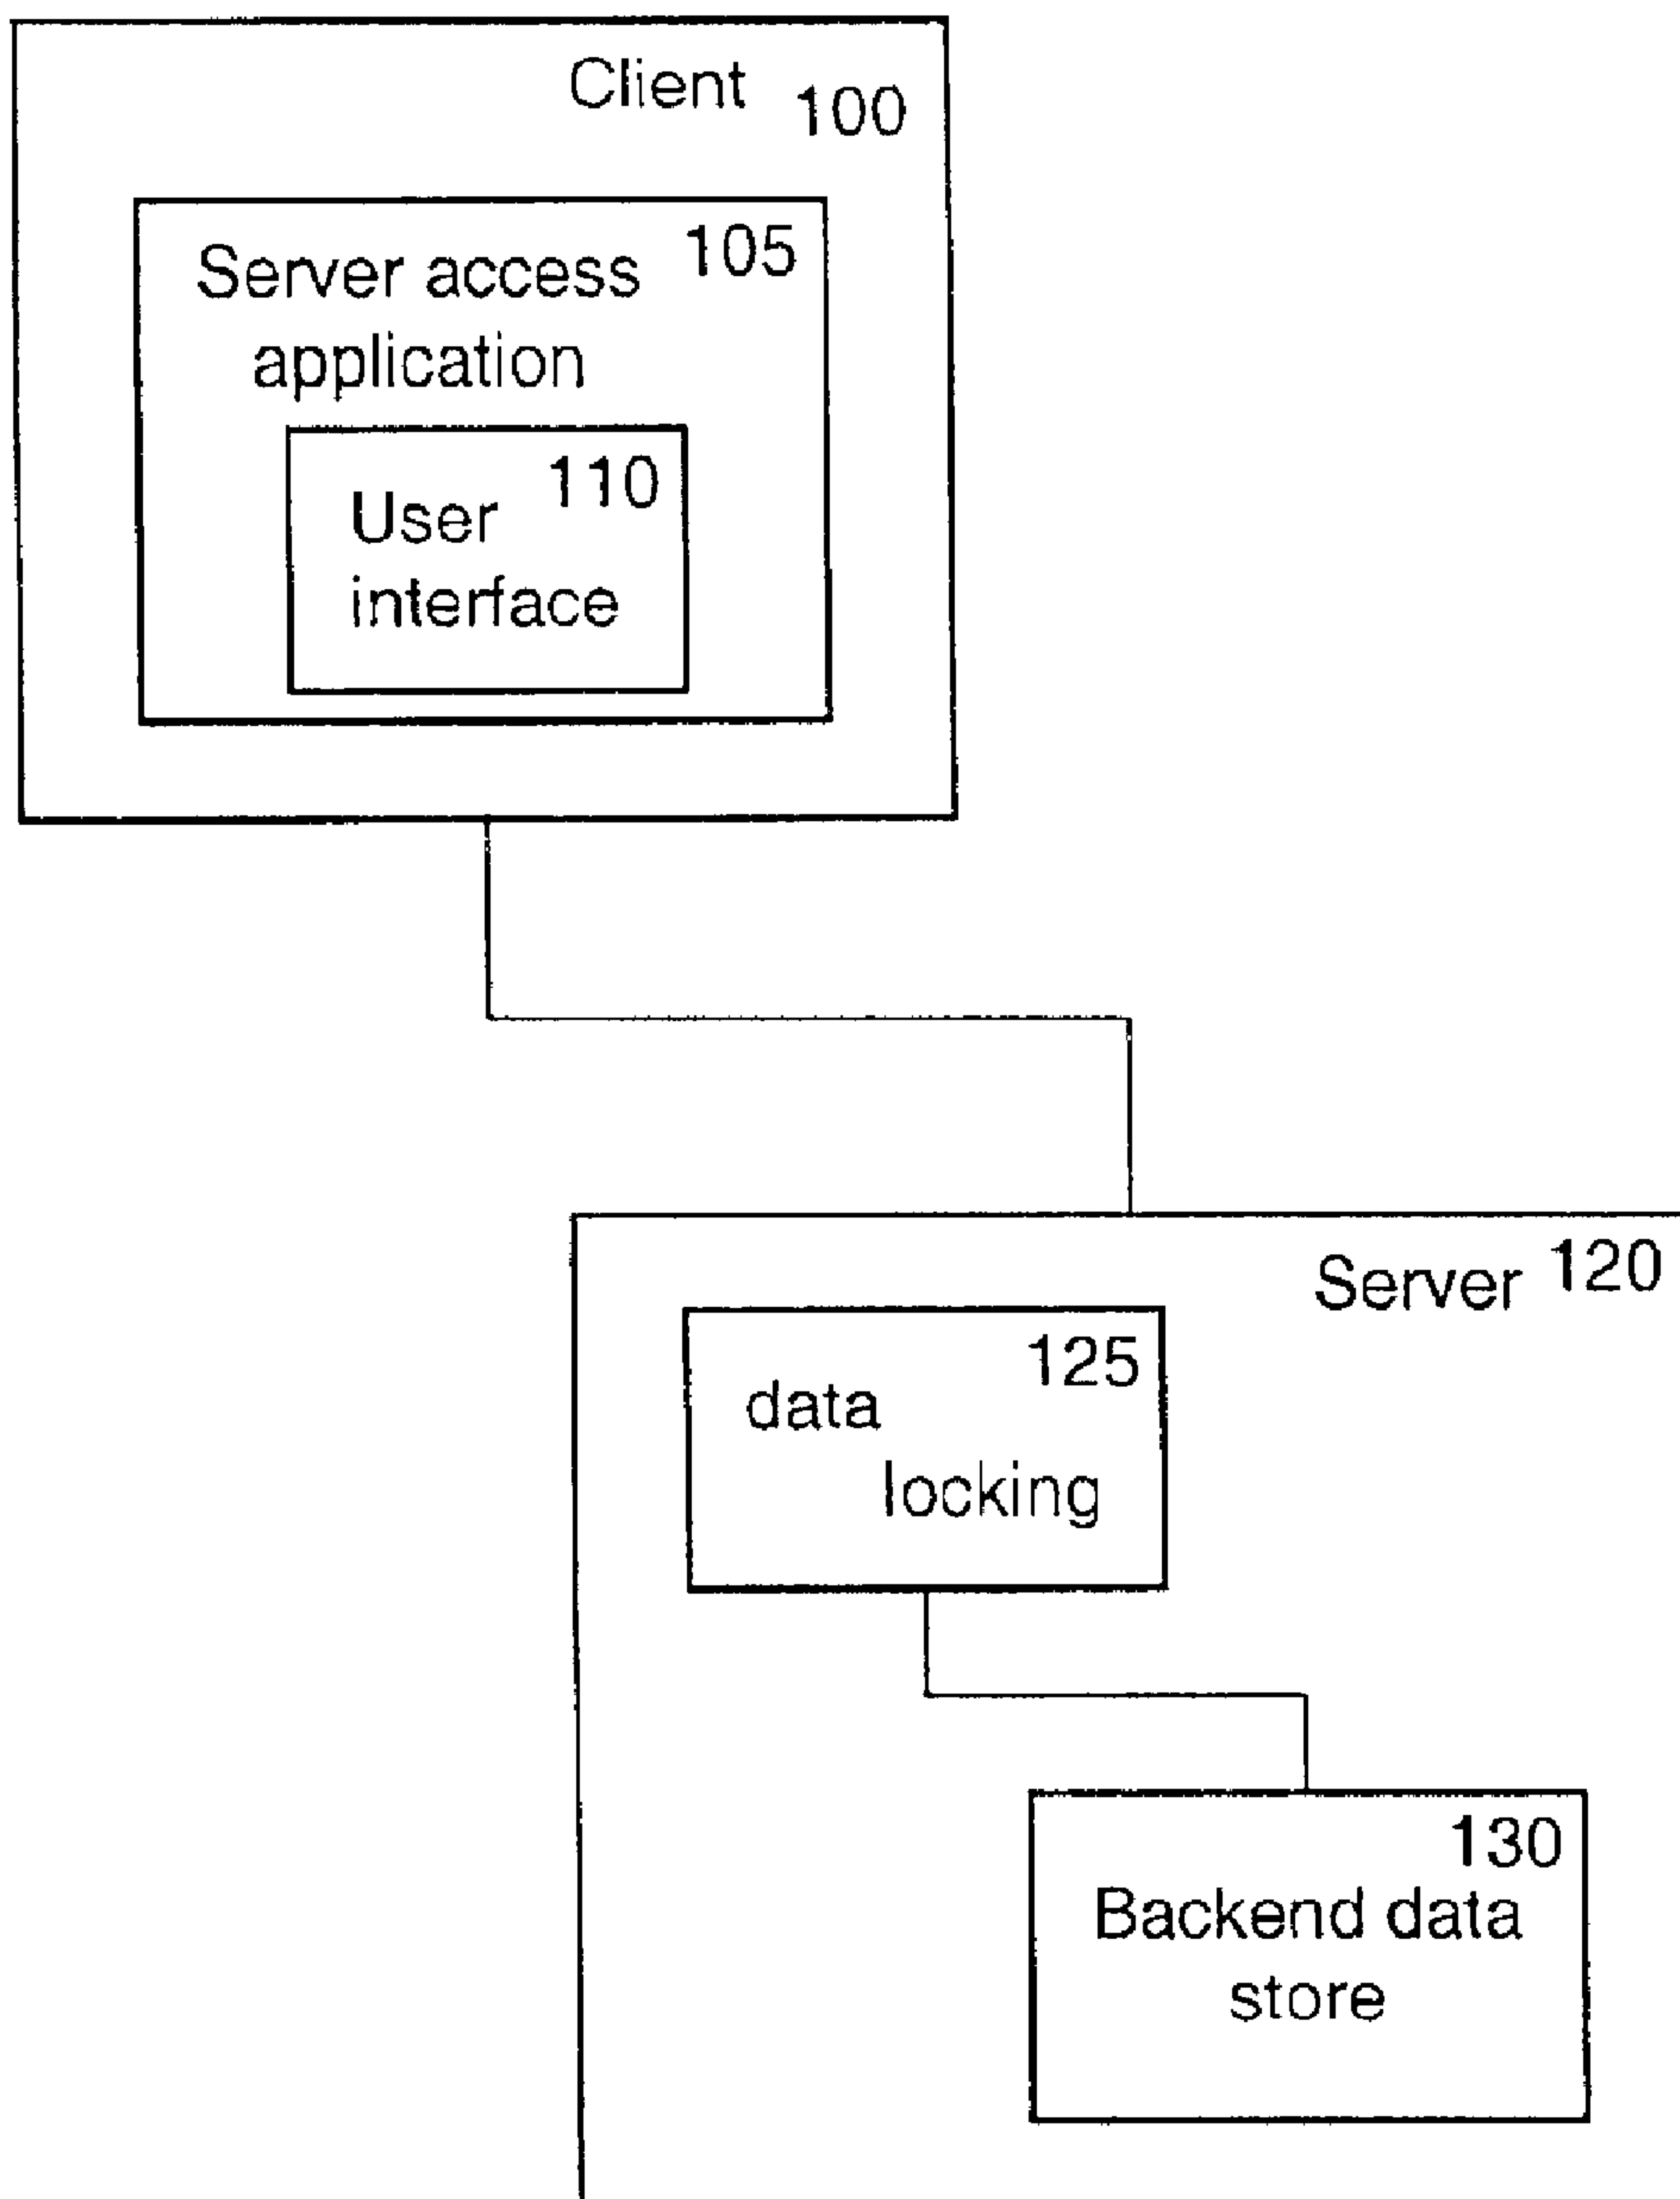 Client 100
Server access 105
application
User 110
interface
Server 120
125
data
locking
130
Backend data
store